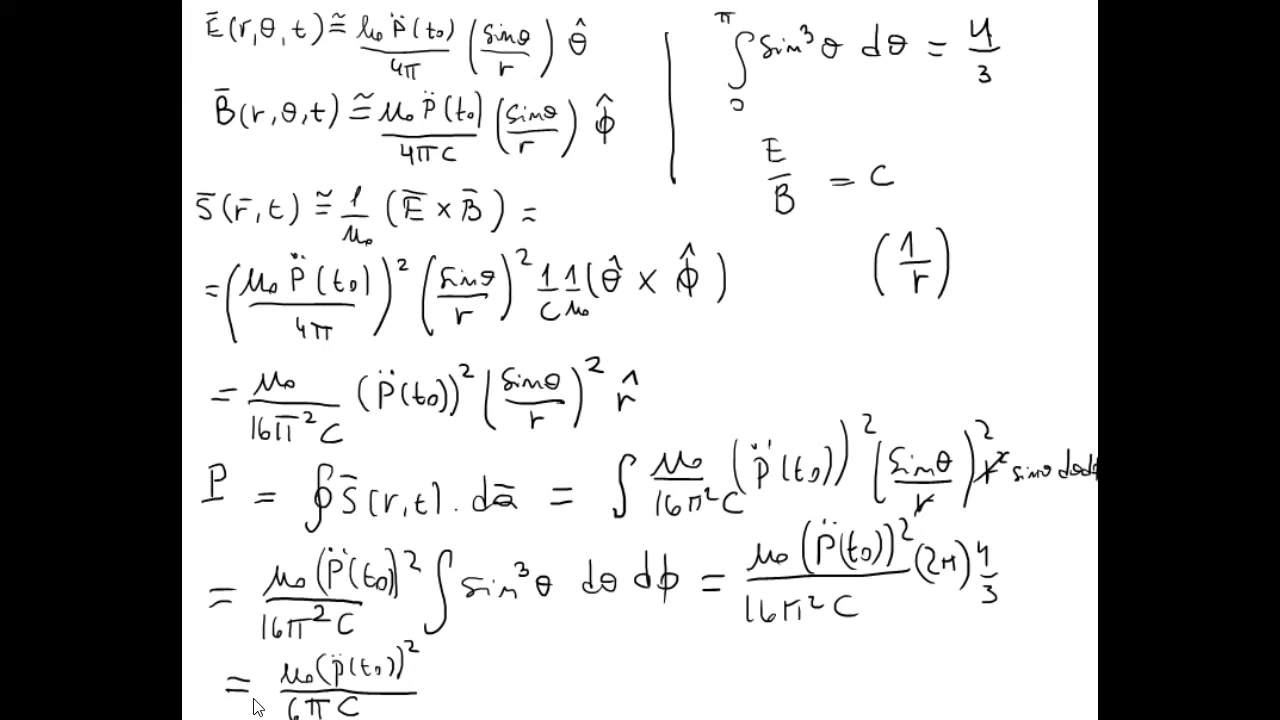 Ē(r,θ,t) ≅ μ₀ p̈(t₀)/4π (sinθ/r) θ̂
B̄(r,θ,t) ≅ μ₀ p̈(t₀)/4πc (sinθ/r) φ̂
S̄(r̄,t) ≅ 1/μ₀ (Ē × B̄) =
= (μ₀ p̈(t₀)/4π)² (sinθ/r)² 1/c 1/μ₀ (θ̂ × φ̂)
= μ₀/16π²c (p̈(t₀))² (sinθ/r)² r̂
P = ∮ S̄(r,t) · dā = ∫ μ₀/16π²c (p̈(t₀))² (sinθ/r)² r² sinθ dθdφ
= μ₀(p̈(t₀))²/16π²c ∫ sin³θ dθ dφ = μ₀(p̈(t₀))²/16π²c (2π) 4/3
= μ₀(p̈(t₀))²/6πc
∫₀^π sin³θ dθ = 4/3
E/B = c
(1/r)